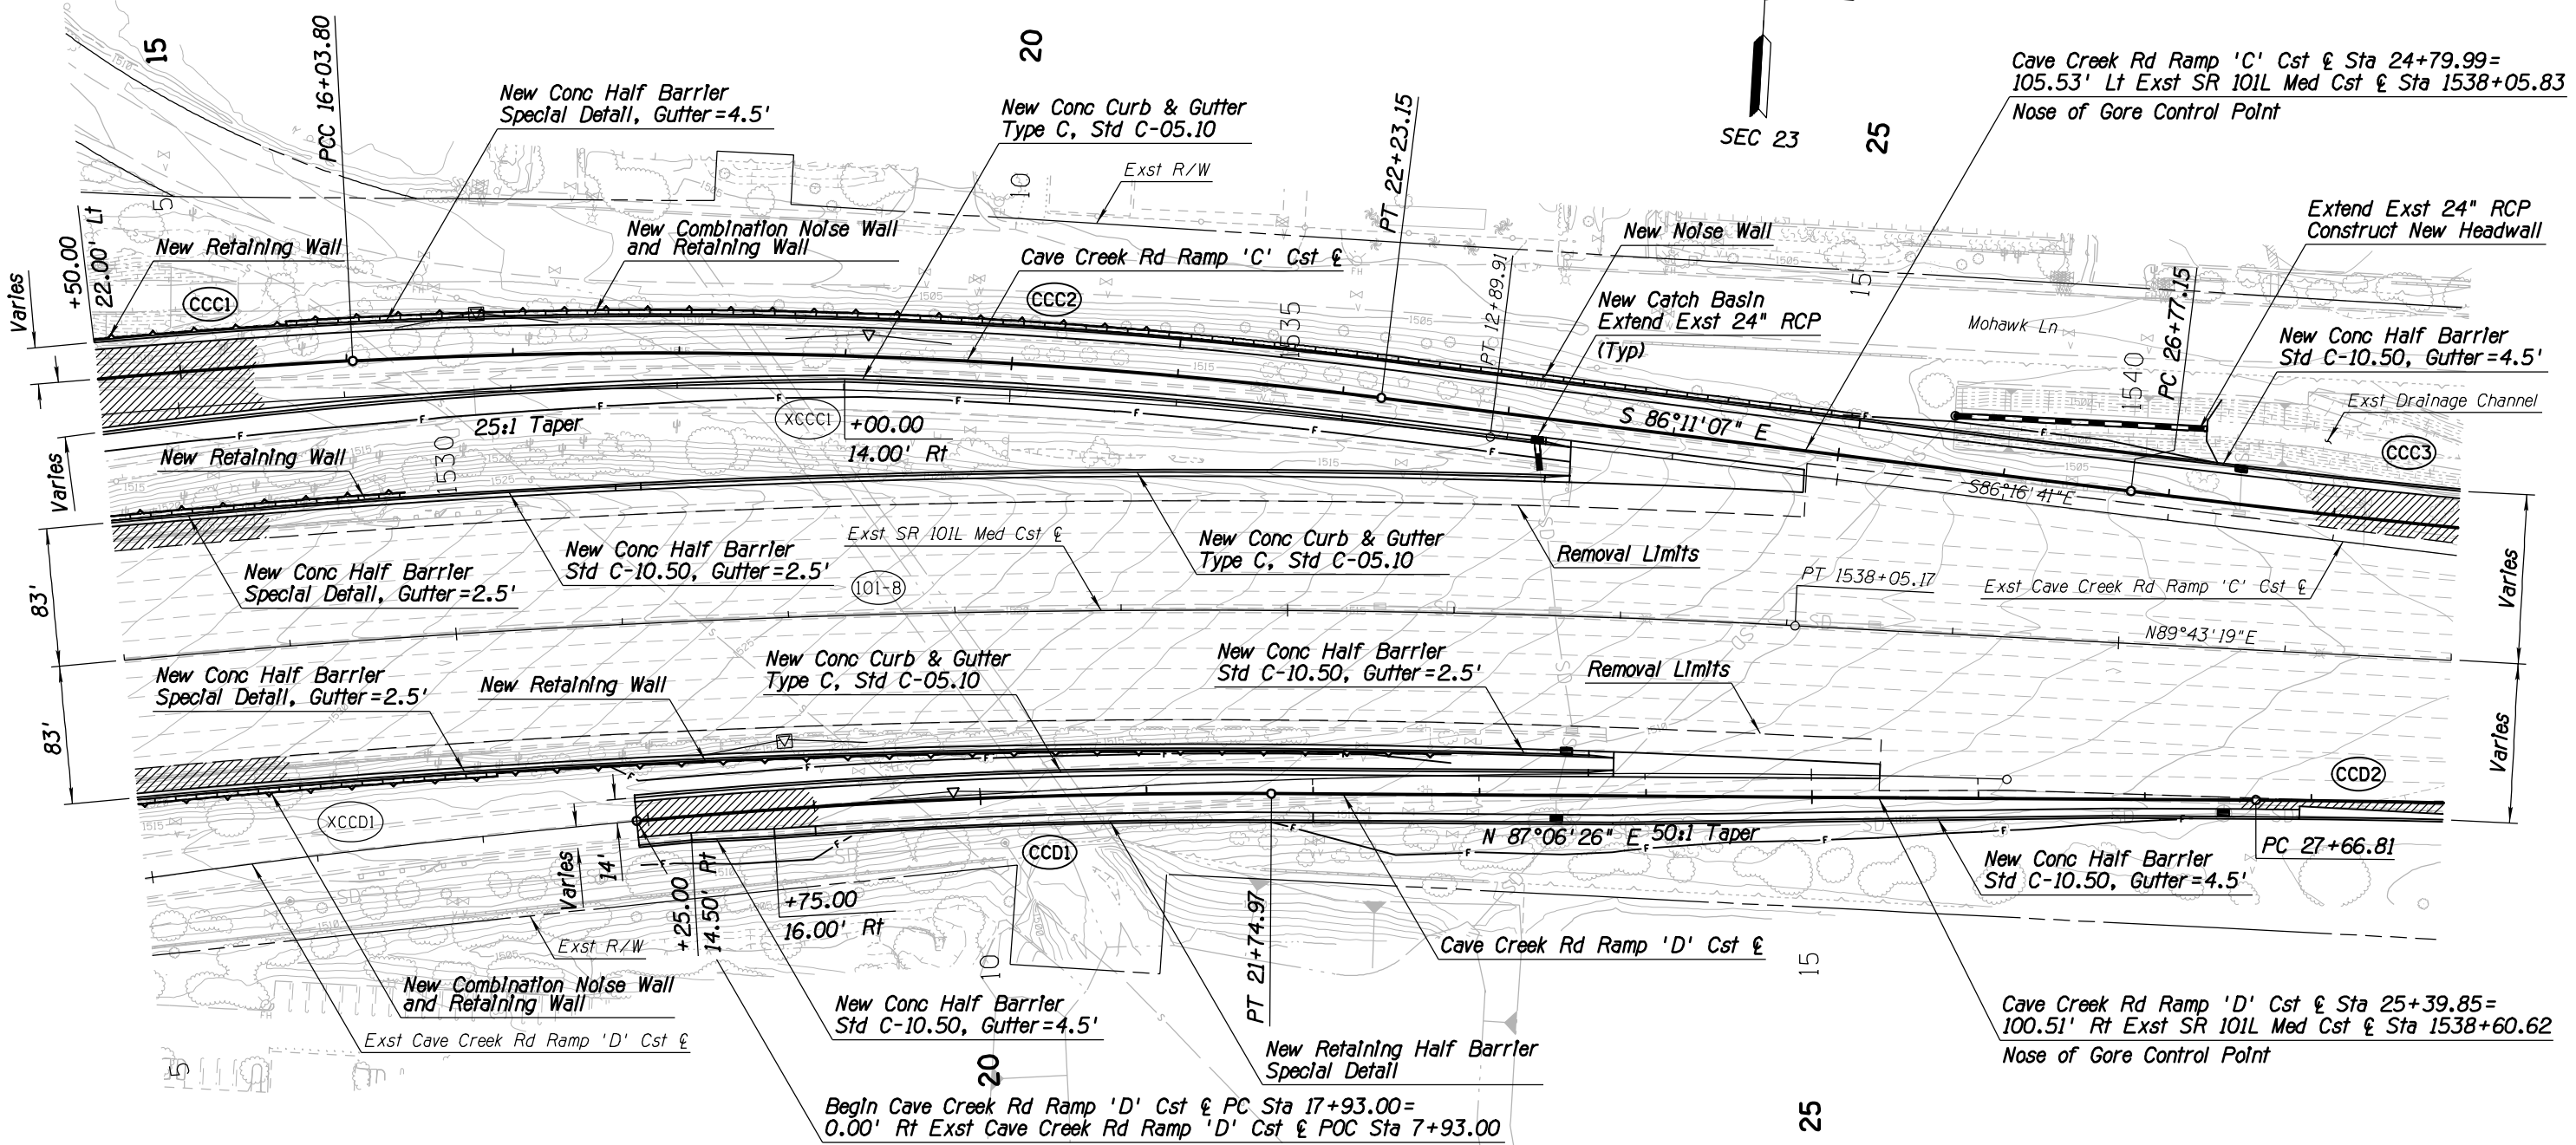 15
20
25
PCC 16+03.80
New Conc Half Barrier
Special Detail, Gutter=4.5'
New Conc Curb & Gutter
Type C, Std C-05.10
Exst R/W
PT 22+23.15
SEC 23
Cave Creek Rd Ramp 'C' Cst ℄ Sta 24+79.99=
105.53' Lt Exst SR 101L Med Cst ℄ Sta 1538+05.83
Nose of Gore Control Point
Extend Exst 24" RCP
Construct New Headwall
+50.00
22.00' Lt
Varies
5
10
15
New Retaining Wall
New Combination Noise Wall
and Retaining Wall
Cave Creek Rd Ramp 'C' Cst ℄
New Noise Wall
PT 12+89.91
New Catch Basin
Extend Exst 24" RCP
(Typ)
Mohawk Ln
PC 26+77.15
New Conc Half Barrier
Std C-10.50, Gutter=4.5'
Exst Drainage Channel
CCC1
CCC2
CCC3
1535
1540
1530
25:1 Taper
XCCC1
+00.00
14.00' Rt
S 86°11'07" E
S86°16'41"E
Varies
New Retaining Wall
83'
New Conc Half Barrier
Special Detail, Gutter=2.5'
New Conc Half Barrier
Std C-10.50, Gutter=2.5'
Exst SR 101L Med Cst ℄
101-8
New Conc Curb & Gutter
Type C, Std C-05.10
Removal Limits
PT 1538+05.17
Exst Cave Creek Rd Ramp 'C' Cst ℄
N89°43'19"E
Varies
83'
New Conc Half Barrier
Special Detail, Gutter=2.5'
New Retaining Wall
New Conc Curb & Gutter
Type C, Std C-05.10
New Conc Half Barrier
Std C-10.50, Gutter=2.5'
Removal Limits
Varies
CCD2
XCCD1
CCD1
N 87°06'26" E
50:1 Taper
PC 27+66.81
New Conc Half Barrier
Std C-10.50, Gutter=4.5'
Varies
14'
+25.00
14.50' Rt
+75.00
16.00' Rt
PT 21+74.97
Exst R/W
10
15
Cave Creek Rd Ramp 'D' Cst ℄
New Combination Noise Wall
and Retaining Wall
Exst Cave Creek Rd Ramp 'D' Cst ℄
New Conc Half Barrier
Std C-10.50, Gutter=4.5'
New Retaining Half Barrier
Special Detail
Cave Creek Rd Ramp 'D' Cst ℄ Sta 25+39.85=
100.51' Rt Exst SR 101L Med Cst ℄ Sta 1538+60.62
Nose of Gore Control Point
5
20
25
Begin Cave Creek Rd Ramp 'D' Cst ℄ PC Sta 17+93.00=
0.00' Rt Exst Cave Creek Rd Ramp 'D' Cst ℄ POC Sta 7+93.00